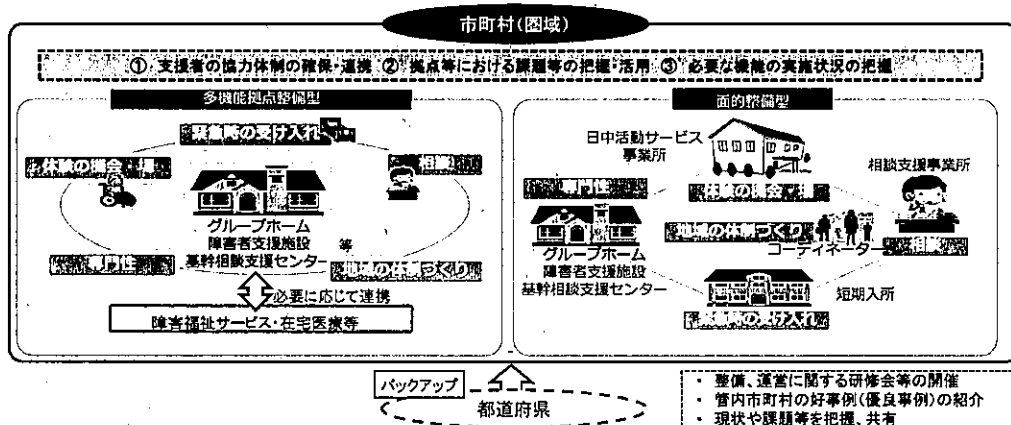 市町村(圏域)
① 支援者の協力体制の確保・連携 ② 拠点等における課題等の把握・活用 ③ 必要な機能の実施状況の把握
多機能拠点整備型
緊急時の受け入れ
体験の機会・場
相談
グループホーム
障害者支援施設 等
基幹相談支援センター
専門性
地域の体制づくり
必要に応じて連携
障害福祉サービス・在宅医療等
面的整備型
日中活動サービス
事業所
相談支援事業所
専門性
体験の機会・場
グループホーム
障害者支援施設
基幹相談支援センター
地域の体制づくり
コーディネーター
相談
短期入所
緊急時の受け入れ
バックアップ
都道府県
・ 整備、運営に関する研修会等の開催
・ 管内市町村の好事例(優良事例)の紹介
・ 現状や課題等を把握、共有